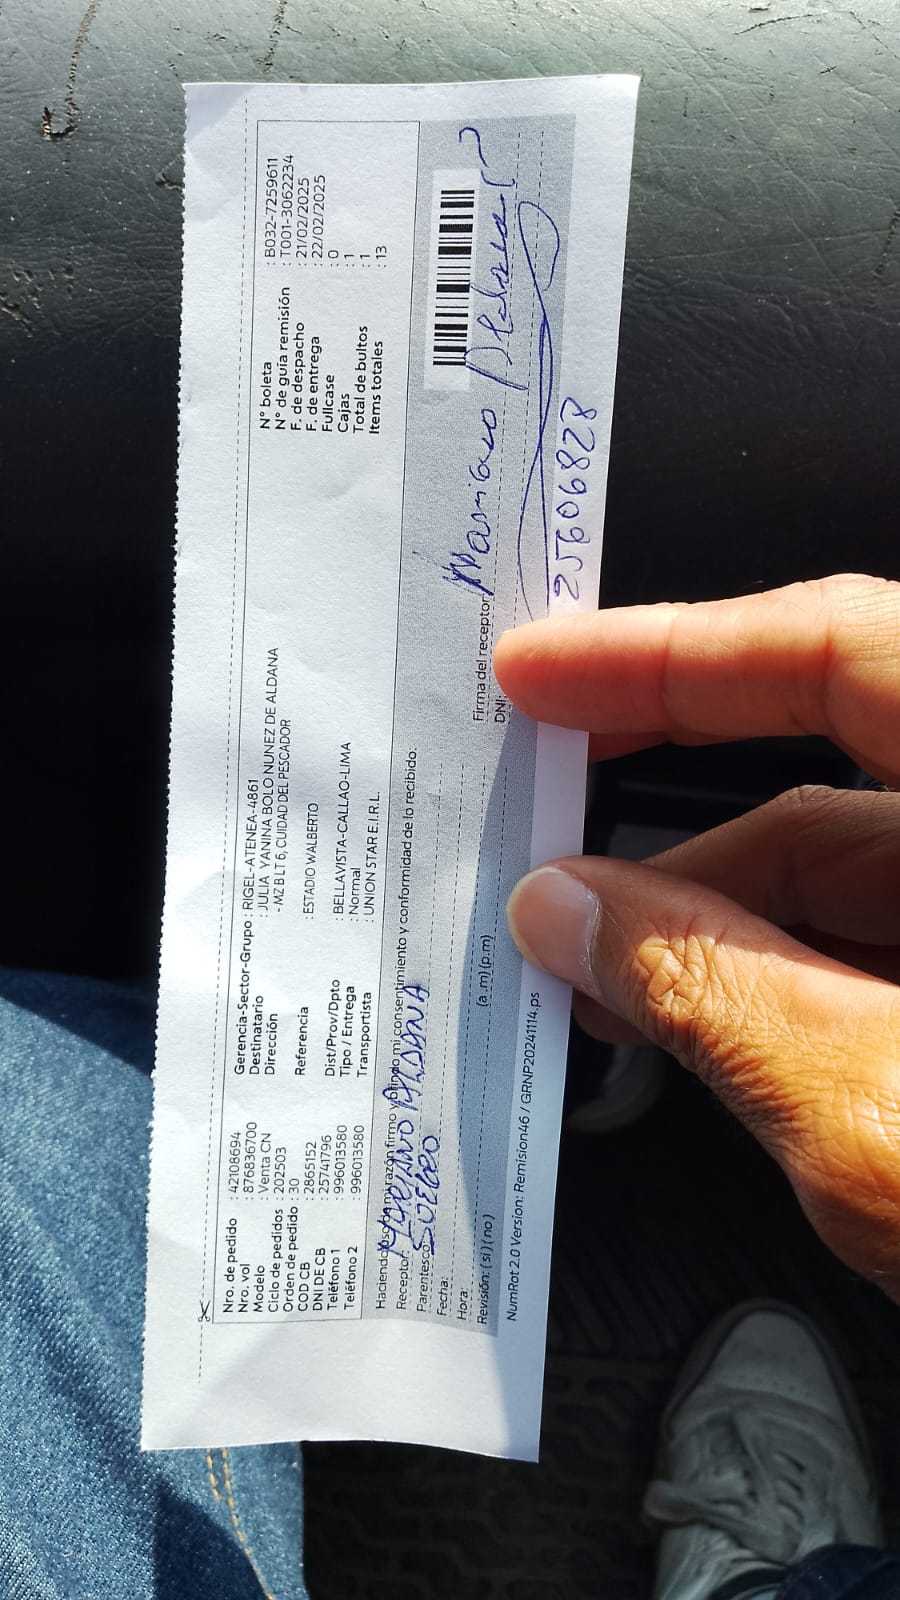 Nro. de pedido : 42108694
Nro. vol : 876836700
Modelo : Venta CN
Ciclo de pedidos : 202503
Orden de pedido : 30
COD CB : 2865152
DNI DE CB : 25741796
Teléfono 1 : 996013580
Teléfono 2 : 996013580
Gerencia-Sector-Grupo : RIGEL-ATENEA-4861
Destinatario : JULIA YANINA BOLO NUNEZ DE ALDANA
Dirección - MZ B LT 6, CUIDAD DEL PESCADOR
Referencia : ESTADIO WALBERTO
Dist/Prov/Dpto : BELLAVISTA-CALLAO-LIMA
Tipo / Entrega : Normal
Transportista : UNION STAR E.I.R.L.
N° boleta : B032-7259611
N° de guía remisión : T001-3062234
F. de despacho : 21/02/2025
F. de entrega : 22/02/2025
Fullcase : 0
Cajas : 1
Total de bultos : 1
Items totales : 13
Haciendo uso de mi razón firmo y brindo mi consentimiento y conformidad de lo recibido.
Receptor: MARIANO ALDANA
Parentesco: SUEGRO
Fecha:
Hora: (a .m) (p.m)
Revisión: ( si ) ( no )
Firma del receptor: Mariano Aldana
DNI: 25606828
NumRot 2.0 Version: Remision46 / GRNP20241114.ps